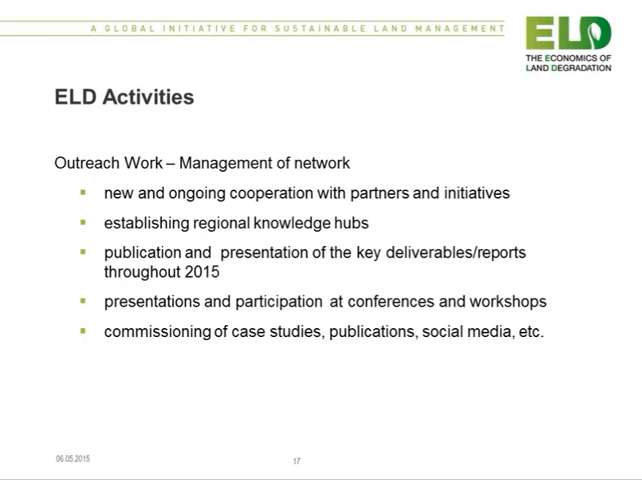 A GLOBAL INITIATIVE FOR SUSTAINABLE LAND MANAGEMENT
ELD
THE ECONOMICS OF
LAND DEGRADATION
ELD Activities
Outreach Work – Management of network
▪ new and ongoing cooperation with partners and initiatives
▪ establishing regional knowledge hubs
▪ publication and presentation of the key deliverables/reports
throughout 2015
▪ presentations and participation at conferences and workshops
▪ commissioning of case studies, publications, social media, etc.
06.05.2015
17